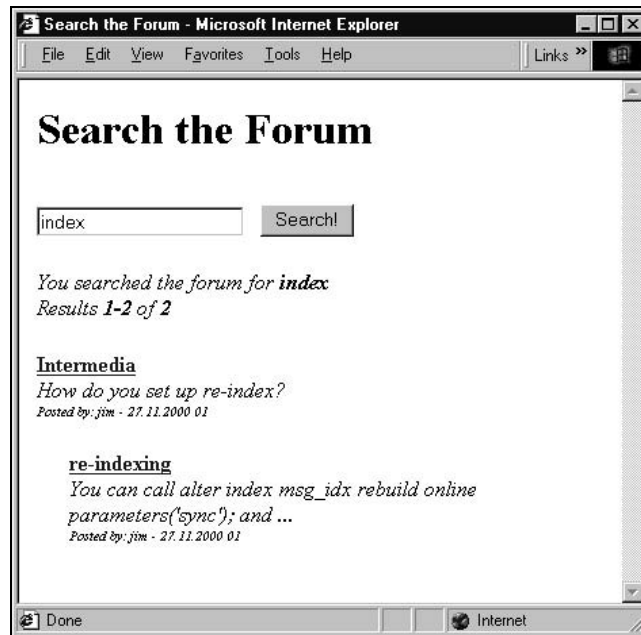 Search the Forum - Microsoft Internet Explorer
File Edit View Favorites Tools Help Links »
Search the Forum
index Search!
You searched the forum for index
Results 1-2 of 2
Intermedia
How do you set up re-index?
Posted by: jim - 27.11.2000 01
re-indexing
You can call alter index msg_idx rebuild online
parameters('sync'); and ...
Posted by: jim - 27.11.2000 01
Done Internet